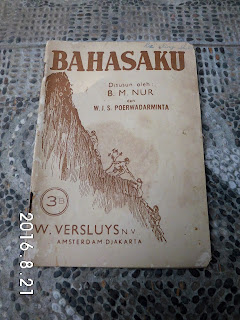 BAHASAKU
Disusun oleh:
B. M. NUR
dan
W. J. S. POERWADARMINTA
3B
W. VERSLUYS N.V.
AMSTERDAM DJAKARTA
2016.8.21